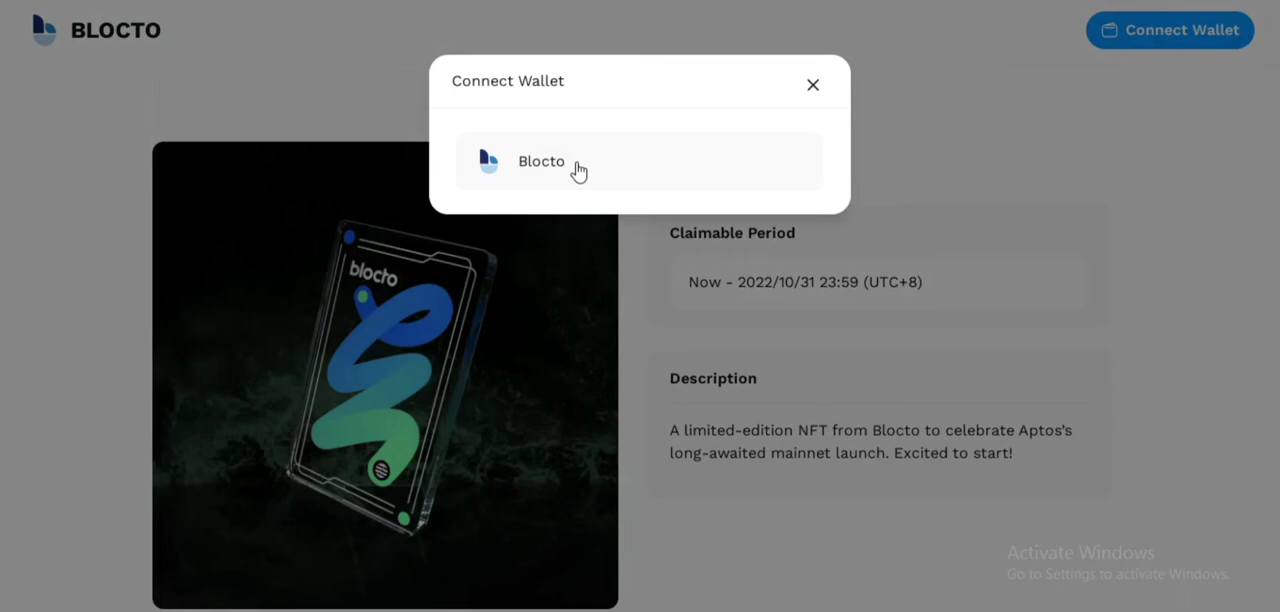 BLOCTO
Connect Wallet
Connect Wallet
Blocto
blocto
Claimable Period
Now - 2022/10/31 23:59 (UTC+8)
Description
A limited-edition NFT from Blocto to celebrate Aptos's
long-awaited mainnet launch. Excited to start!
Activate Windows
Go to Settings to activate Windows.